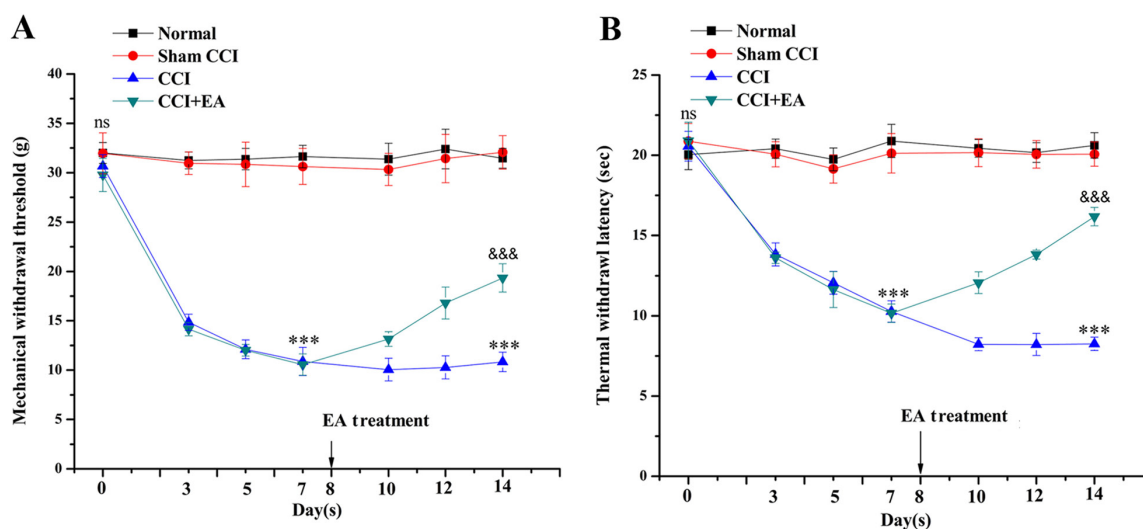 A
Normal
Sham CCI
CCI
CCI+EA
Mechanical withdrawal threshold (g)
40
35
30
25
20
15
10
5
0
ns
***
&&&
***
EA treatment
0 3 5 7 8 10 12 14
Day(s)
B
Normal
Sham CCI
CCI
CCI+EA
Thermal withdrawl latency (sec)
25
20
15
10
5
0
ns
***
&&&
***
EA treatment
0 3 5 7 8 10 12 14
Day(s)